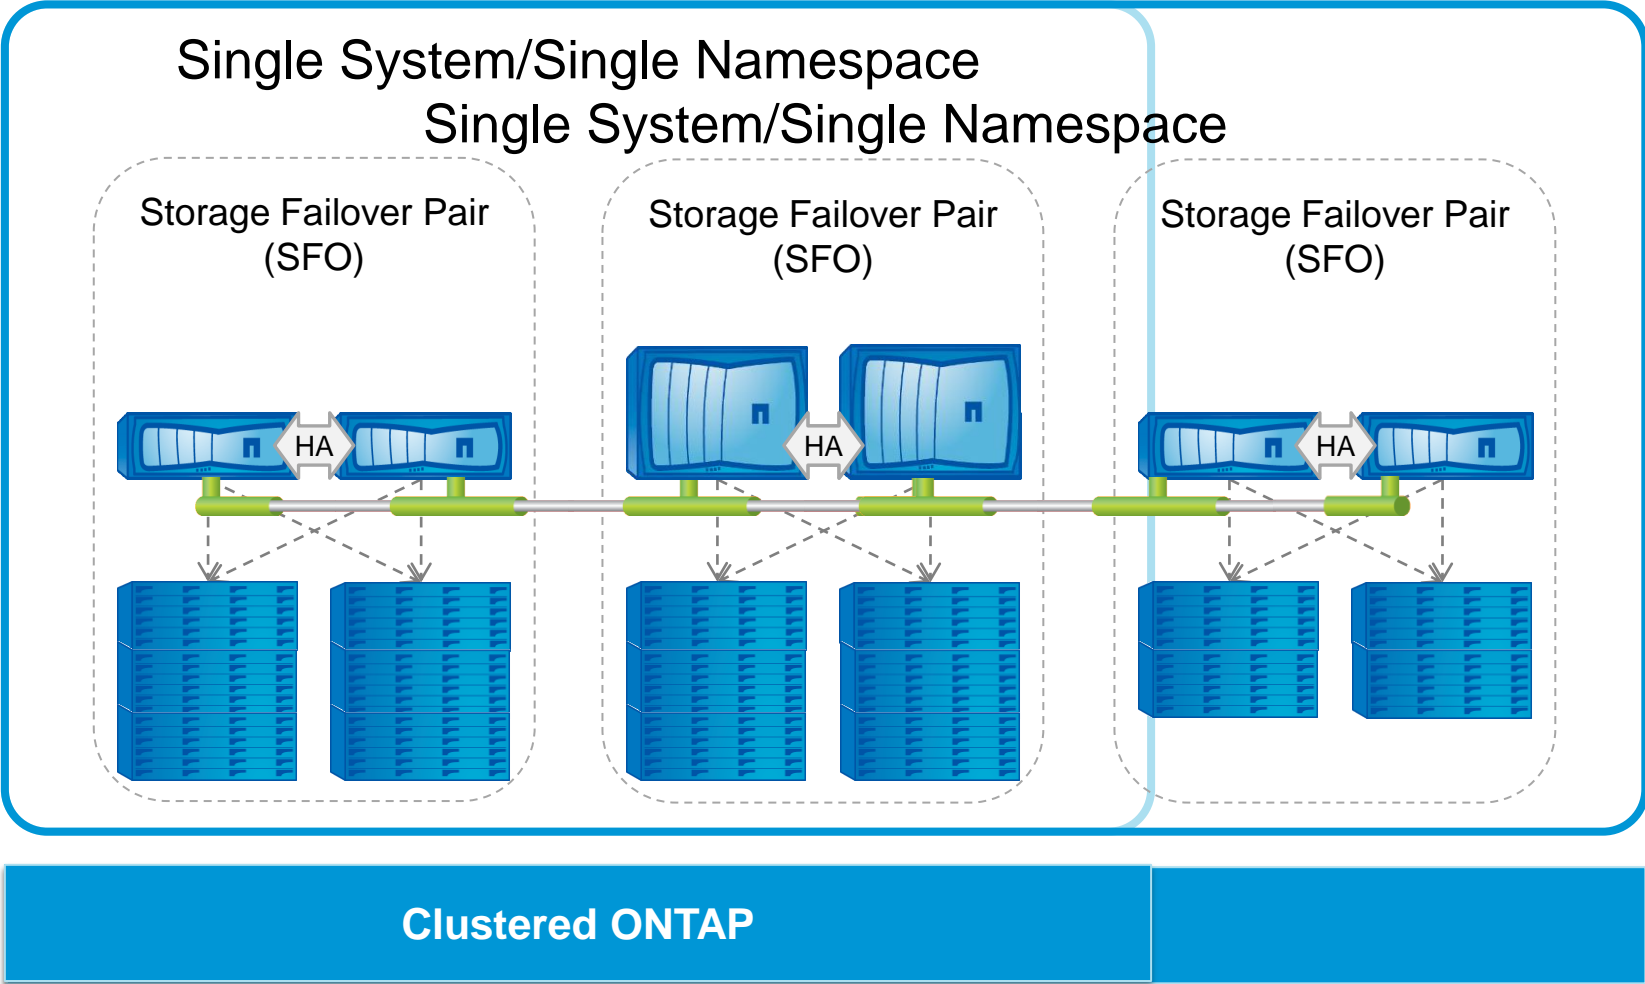 Single System/Single Namespace
Single System/Single Namespace
Storage Failover Pair
(SFO)
Storage Failover Pair
(SFO)
Storage Failover Pair
(SFO)
HA
HA
HA
Clustered ONTAP